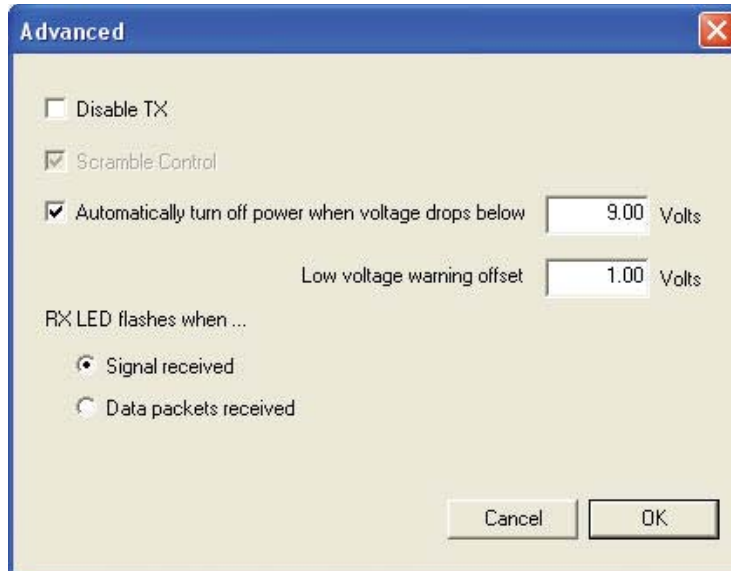 Advanced
Disable TX
Scramble Control
Automatically turn off power when voltage drops below 9.00 Volts
Low voltage warning offset 1.00 Volts
RX LED flashes when ...
Signal received
Data packets received
Cancel OK